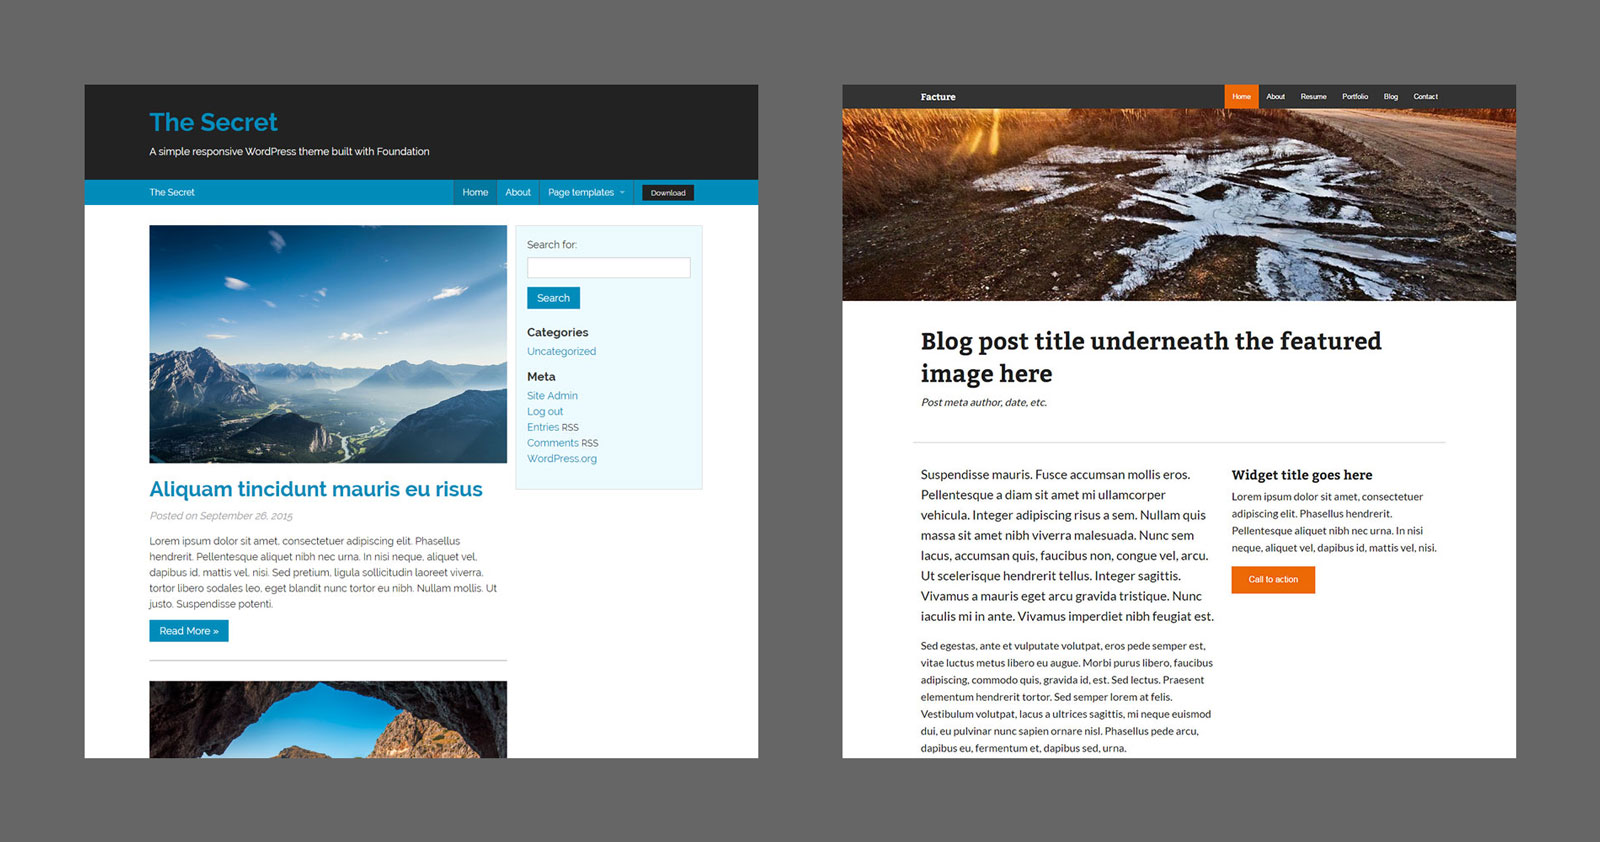 The Secret
A simple responsive WordPress theme built with Foundation
The Secret Home About Page templates Download
Search for:
Search
Categories
Uncategorized
Meta
Site Admin
Log out
Entries RSS
Comments RSS
WordPress.org
Aliquam tincidunt mauris eu risus
Posted on September 26, 2015
Lorem ipsum dolor sit amet, consectetuer adipiscing elit. Phasellus
hendrerit. Pellentesque aliquet nibh nec urna. In nisi neque, aliquet vel,
dapibus id, mattis vel, nisi. Sed pretium, ligula sollicitudin laoreet viverra,
tortor libero sodales leo, eget blandit nunc tortor eu nibh. Nullam mollis. Ut
justo. Suspendisse potenti.
Read More »
Facture Home About Resume Portfolio Blog Contact
Blog post title underneath the featured
image here
Post meta author, date, etc.
Suspendisse mauris. Fusce accumsan mollis eros.
Pellentesque a diam sit amet mi ullamcorper
vehicula. Integer adipiscing risus a sem. Nullam quis
massa sit amet nibh viverra malesuada. Nunc sem
lacus, accumsan quis, faucibus non, congue vel, arcu.
Ut scelerisque hendrerit tellus. Integer sagittis.
Vivamus a mauris eget arcu gravida tristique. Nunc
iaculis mi in ante. Vivamus imperdiet nibh feugiat est.
Sed egestas, ante et vulputate volutpat, eros pede semper est,
vitae luctus metus libero eu augue. Morbi purus libero, faucibus
adipiscing, commodo quis, gravida id, est. Sed lectus. Praesent
elementum hendrerit tortor. Sed semper lorem at felis.
Vestibulum volutpat, lacus a ultrices sagittis, mi neque euismod
dui, eu pulvinar nunc sapien ornare nisl. Phasellus pede arcu,
dapibus eu, fermentum et, dapibus sed, urna.
Widget title goes here
Lorem ipsum dolor sit amet, consectetuer
adipiscing elit. Phasellus hendrerit.
Pellentesque aliquet nibh nec urna. In nisi
neque, aliquet vel, dapibus id, mattis vel, nisi.
Call to action